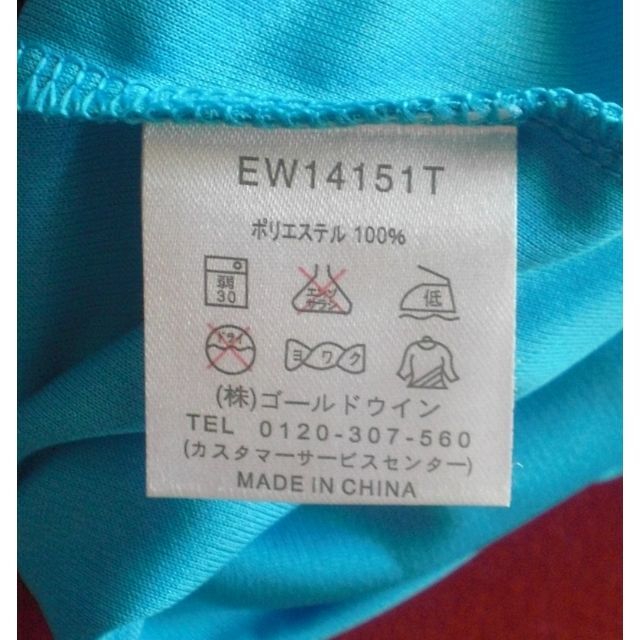 EW14151T
ポリエステル 100%
弱 30 エンソ サラシ 低
ドライ ヨワク
(株)ゴールドウイン
TEL 0120-307-560
(カスタマーサービスセンター)
MADE IN CHINA